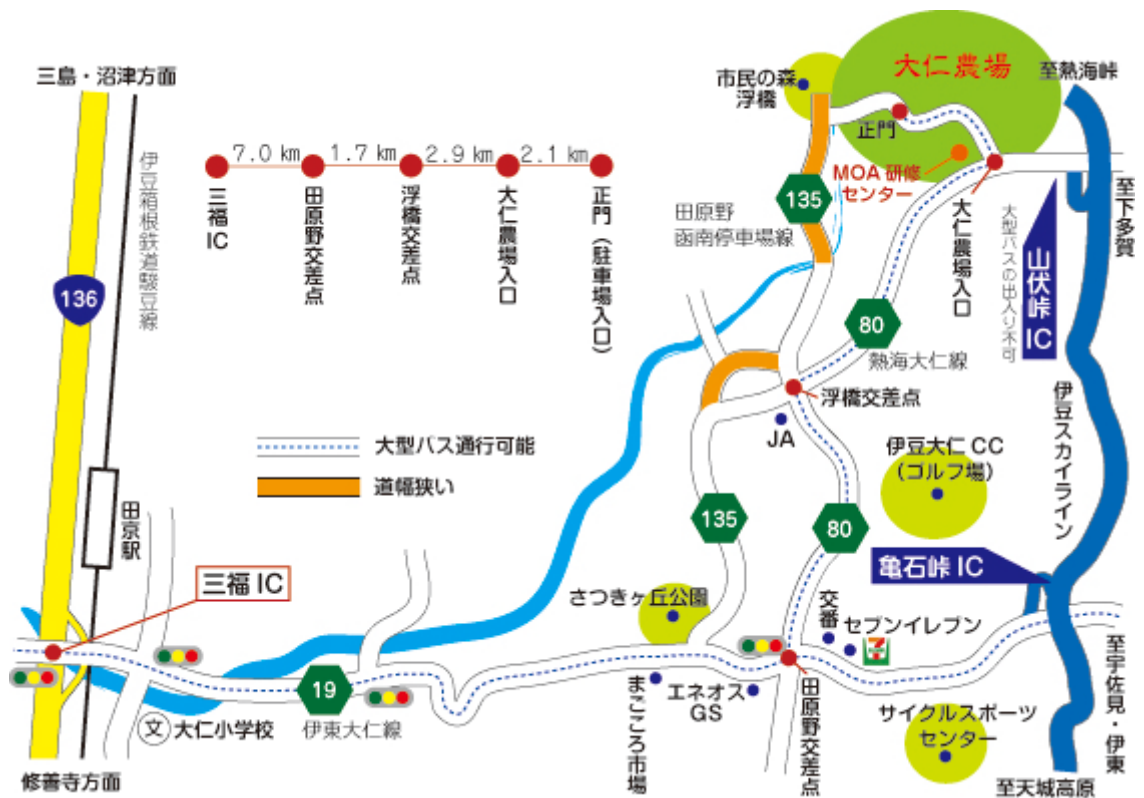 三島・沼津方面
伊豆箱根鉄道駿豆線
136
7.0 km
1.7 km
2.9 km
2.1 km
三福IC
田原野交差点
浮橋交差点
大仁農場入口
正門（駐車場入口）
市民の森
浮橋
大仁農場
至熱海峠
正門
MOA 研修
センター
135
田原野
函南停車場線
大仁農場入口
大型バスの出入り不可
山伏峠IC
至下多賀
80
熱海大仁線
浮橋交差点
JA
大型バス通行可能
道幅狭い
伊豆大仁 CC
（ゴルフ場）
伊豆スカイライン
田京駅
135
80
亀石峠 IC
三福 IC
さつきヶ丘公園
交番
セブンイレブン
19
伊東大仁線
文
大仁小学校
まごころ市場
エネオス
GS
田原野交差点
サイクルスポーツ
センター
至宇佐見・伊東
修善寺方面
至天城高原